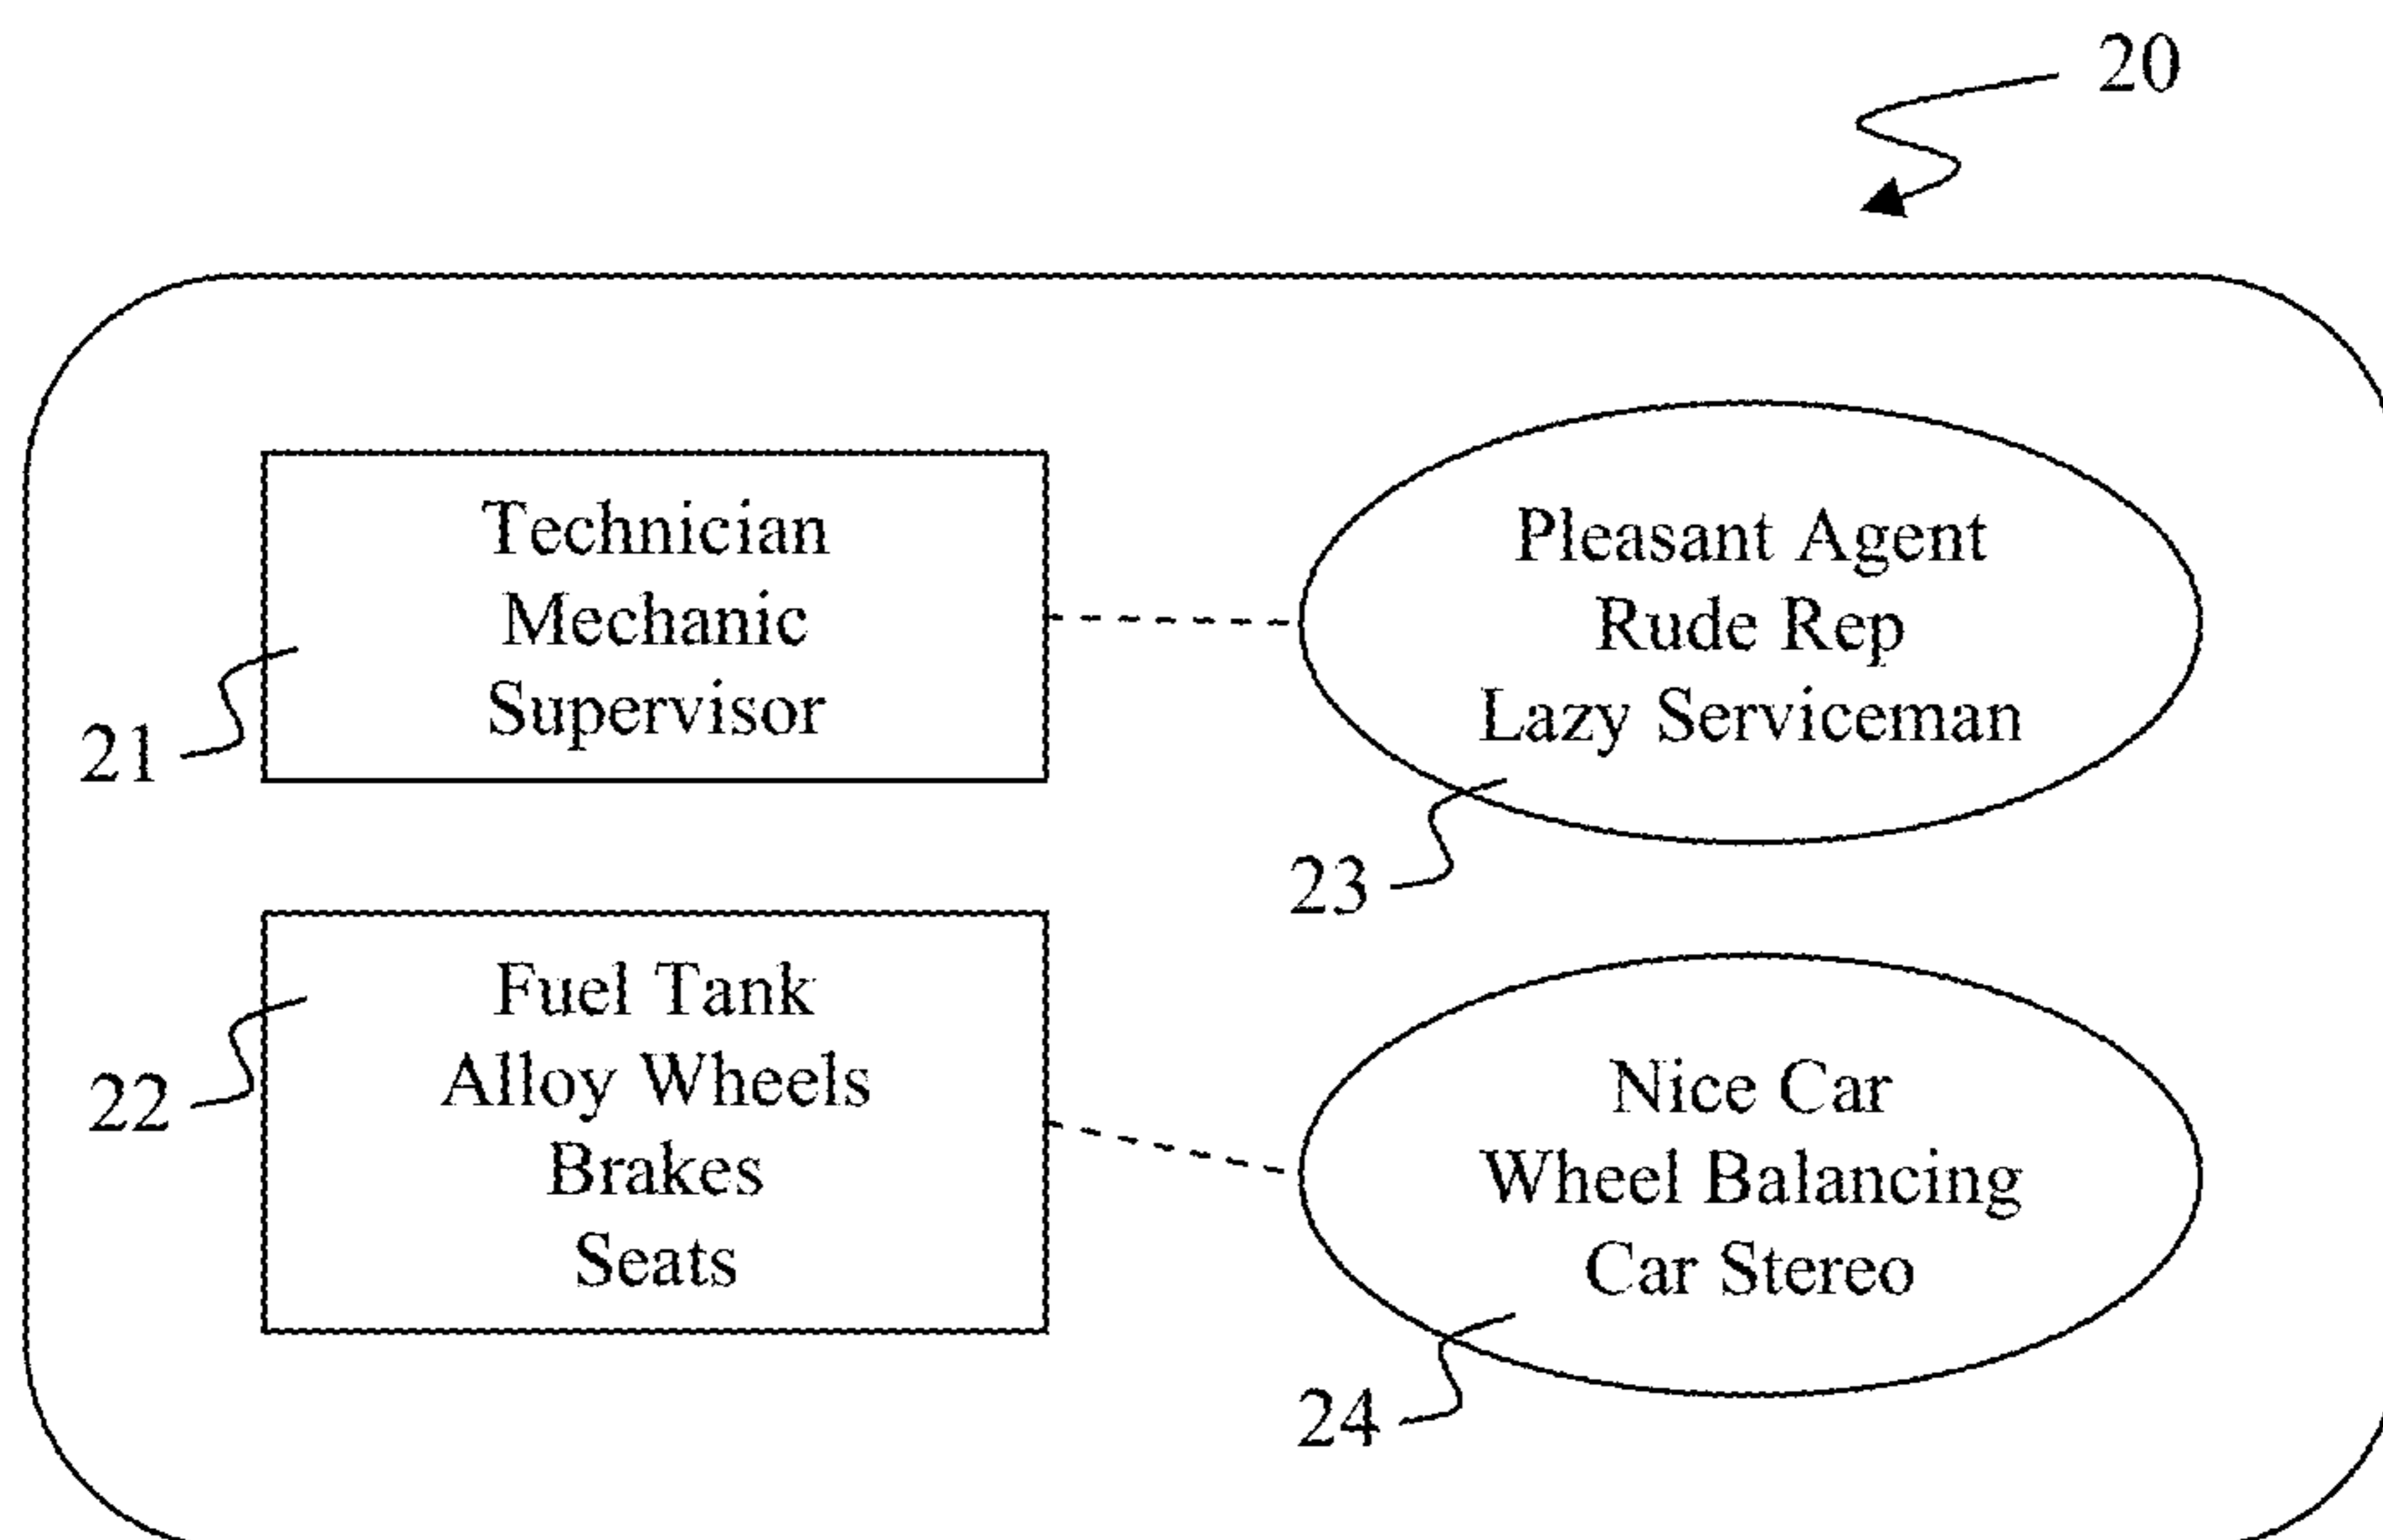 20
Technician
Mechanic
Supervisor
21
Pleasant Agent
Rude Rep
Lazy Serviceman
23
Fuel Tank
Alloy Wheels
Brakes
Seats
22
Nice Car
Wheel Balancing
Car Stereo
24